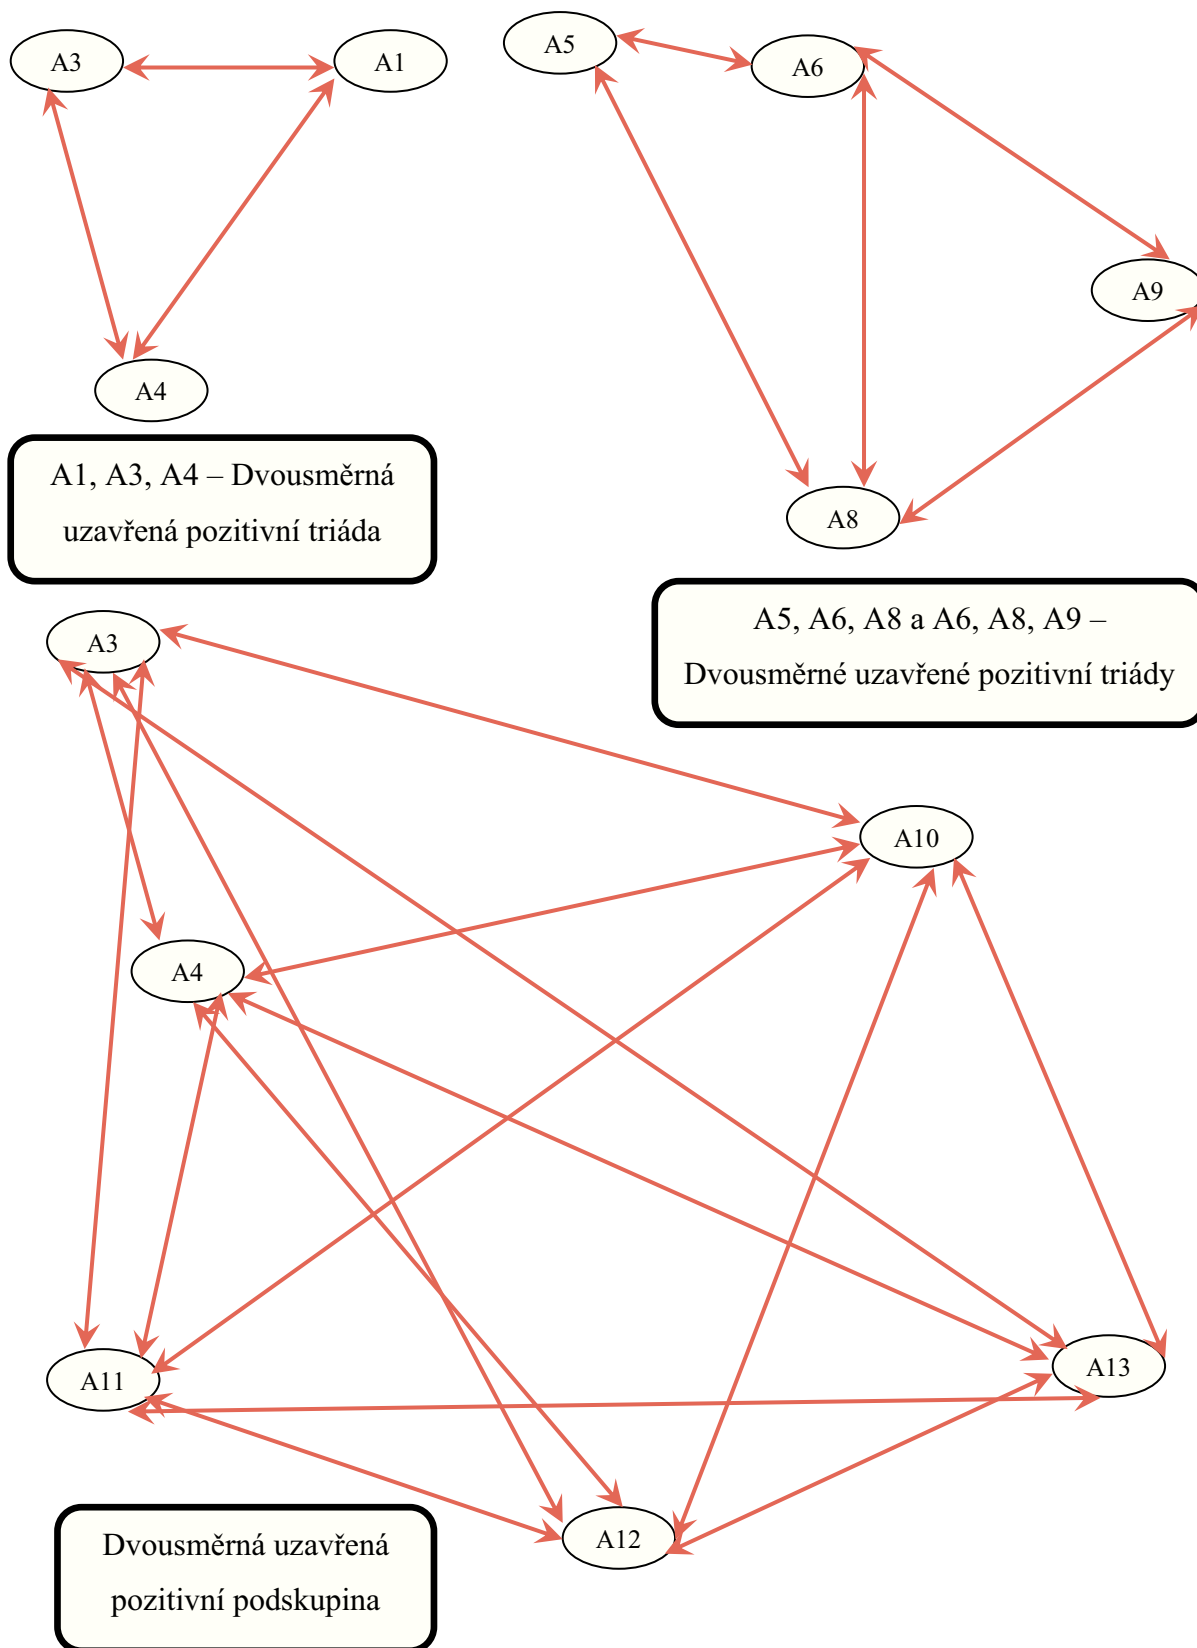 A3
A1
A4
A1, A3, A4 – Dvousměrná
uzavřená pozitivní triáda
A5
A6
A9
A8
A5, A6, A8 a A6, A8, A9 –
Dvousměrné uzavřené pozitivní triády
A3
A10
A4
A11
A13
A12
Dvousměrná uzavřená
pozitivní podskupina